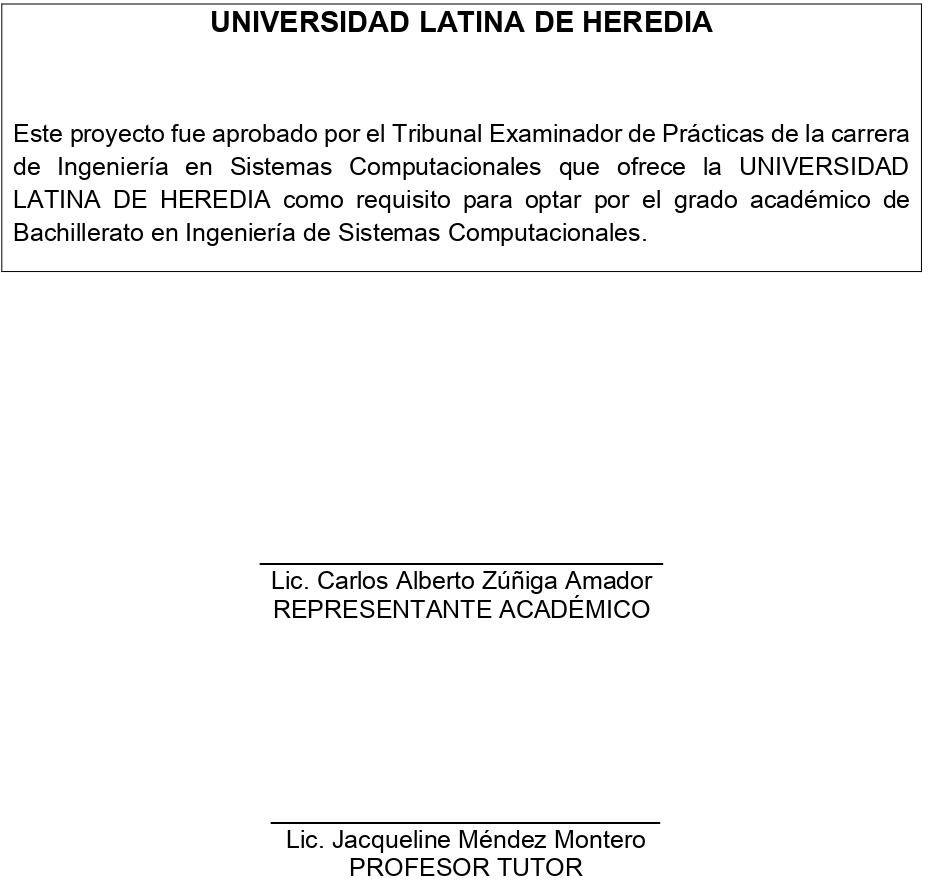 UNIVERSIDAD LATINA DE HEREDIA
Este proyecto fue aprobado por el Tribunal Examinador de Prácticas de la carrera
de Ingeniería en Sistemas Computacionales que ofrece la UNIVERSIDAD
LATINA DE HEREDIA como requisito para optar por el grado académico de
Bachillerato en Ingeniería de Sistemas Computacionales.
Lic. Carlos Alberto Zúñiga Amador
REPRESENTANTE ACADÉMICO
Lic. Jacqueline Méndez Montero
PROFESOR TUTOR